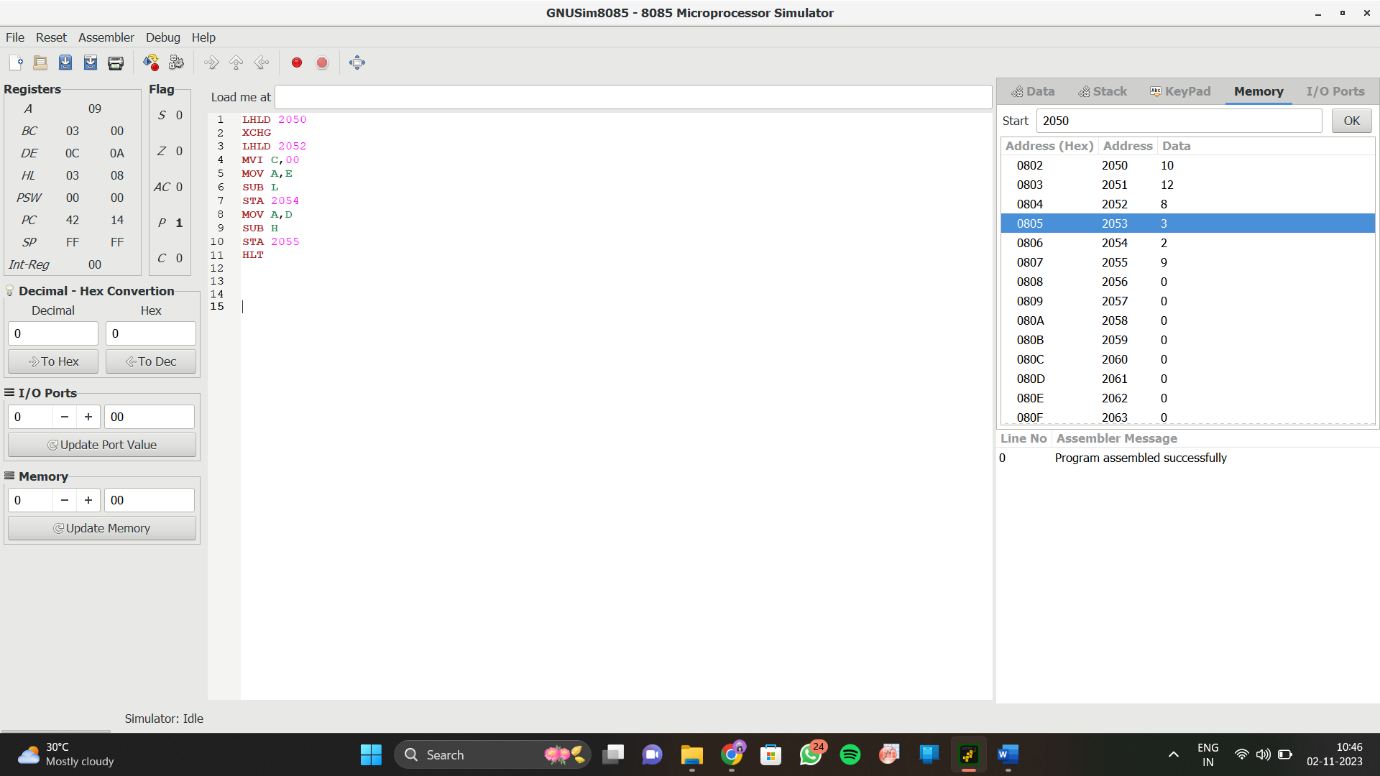 GNUSim8085 - 8085 Microprocessor Simulator
File Reset Assembler Debug Help
Registers
A 09
BC 03 00
DE 0C 0A
HL 03 08
PSW 00 00
PC 42 14
SP FF FF
Int-Reg 00
Flag
S 0
Z 0
AC 0
P 1
C 0
Decimal - Hex Convertion
Decimal Hex
0 0
To Hex To Dec
I/O Ports
0 − + 00
Update Port Value
Memory
0 − + 00
Update Memory
Load me at
1 LHLD 2050
2 XCHG
3 LHLD 2052
4 MVI C,00
5 MOV A,E
6 SUB L
7 STA 2054
8 MOV A,D
9 SUB H
10 STA 2055
11 HLT
12
13
14
15
Data Stack KeyPad Memory I/O Ports
Start 2050 OK
Address (Hex) Address Data
0802 2050 10
0803 2051 12
0804 2052 8
0805 2053 3
0806 2054 2
0807 2055 9
0808 2056 0
0809 2057 0
080A 2058 0
080B 2059 0
080C 2060 0
080D 2061 0
080E 2062 0
080F 2063 0
Line No Assembler Message
0 Program assembled successfully
Simulator: Idle
30°C
Mostly cloudy
Search
24
ENG
IN
10:46
02-11-2023